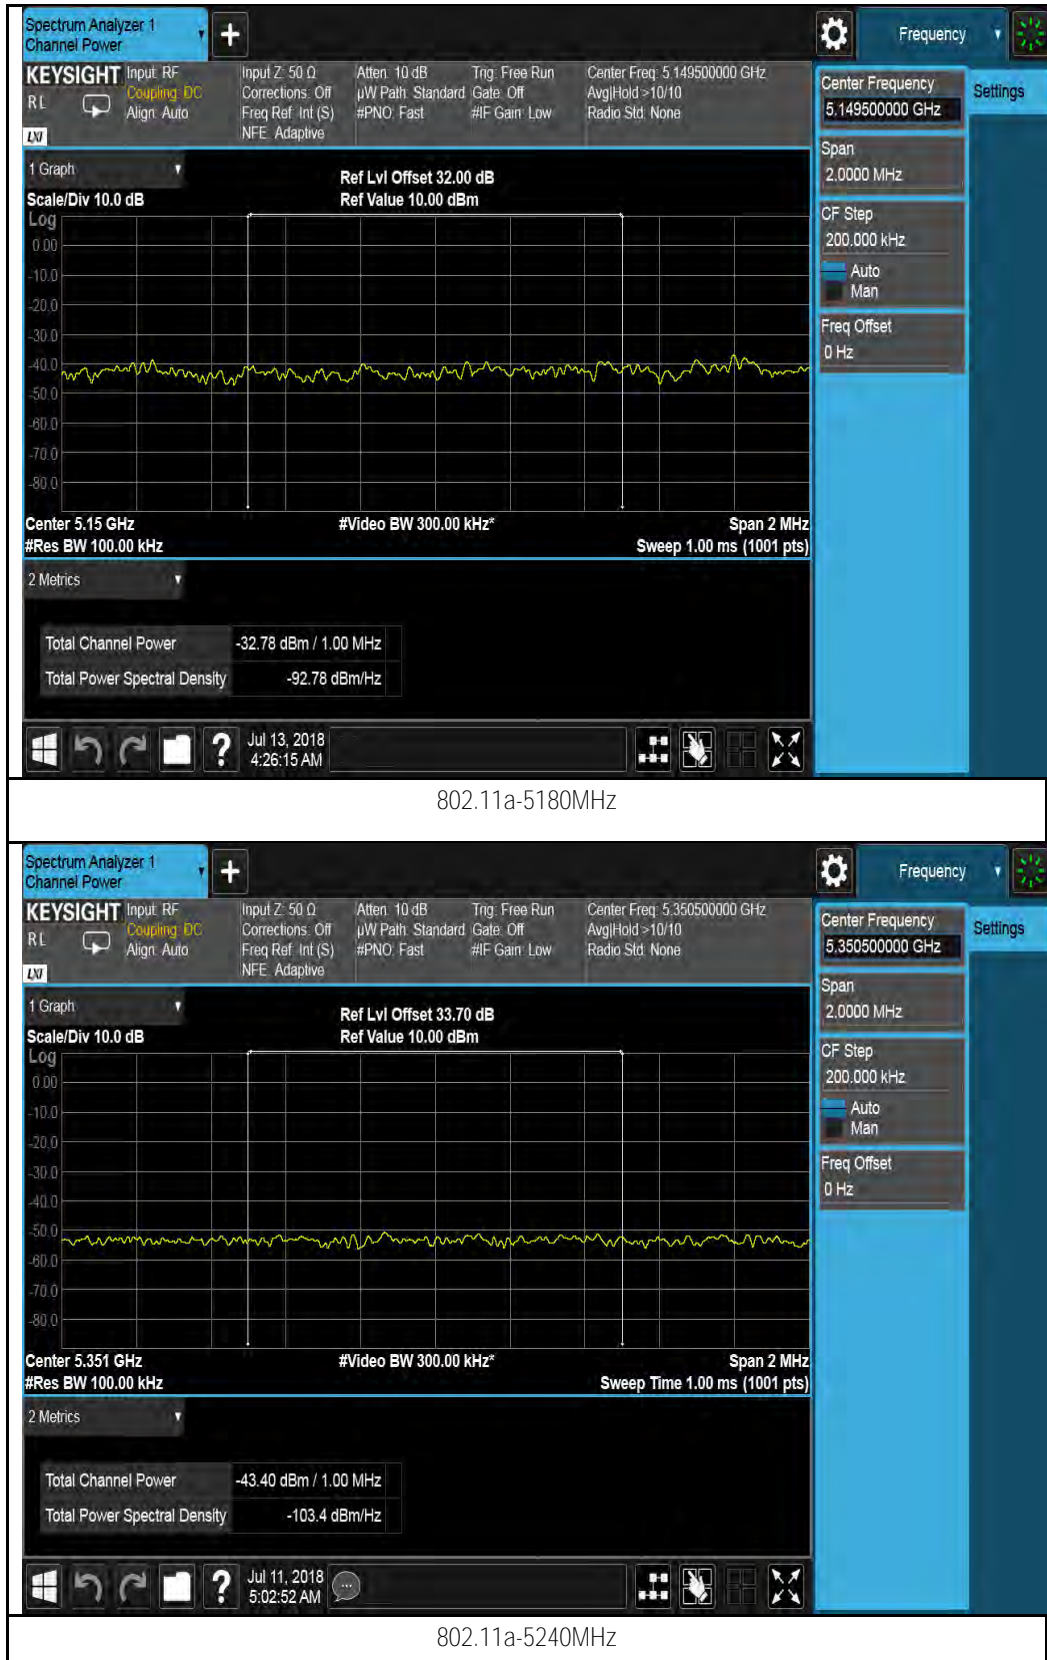 Spectrum Analyzer 1
Channel Power
Frequency
KEYSIGHT
RL
LXI
Input: RF
Coupling: DC
Align: Auto
Input Z: 50 Ω
Corrections: Off
Freq Ref: Int (S)
NFE: Adaptive
Atten: 10 dB
µW Path: Standard
#PNO: Fast
Trig: Free Run
Gate: Off
#IF Gain: Low
Center Freq: 5.149500000 GHz
Avg|Hold >10/10
Radio Std: None
Center Frequency
5.149500000 GHz
Settings
Span
2.0000 MHz
CF Step
200.000 kHz
Auto
Man
Freq Offset
0 Hz
1 Graph
Scale/Div 10.0 dB
Ref Lvl Offset 32.00 dB
Ref Value 10.00 dBm
Log
0.00
-10.0
-20.0
-30.0
-40.0
-50.0
-60.0
-70.0
-80.0
Center 5.15 GHz
#Video BW 300.00 kHz*
Span 2 MHz
#Res BW 100.00 kHz
Sweep 1.00 ms (1001 pts)
2 Metrics
Total Channel Power -32.78 dBm / 1.00 MHz
Total Power Spectral Density -92.78 dBm/Hz
?
Jul 13, 2018
4:26:15 AM
802.11a-5180MHz
Spectrum Analyzer 1
Channel Power
Frequency
KEYSIGHT
RL
LXI
Input: RF
Coupling: DC
Align: Auto
Input Z: 50 Ω
Corrections: Off
Freq Ref: Int (S)
NFE: Adaptive
Atten: 10 dB
µW Path: Standard
#PNO: Fast
Trig: Free Run
Gate: Off
#IF Gain: Low
Center Freq: 5.350500000 GHz
Avg|Hold >10/10
Radio Std: None
Center Frequency
5.350500000 GHz
Settings
Span
2.0000 MHz
CF Step
200.000 kHz
Auto
Man
Freq Offset
0 Hz
1 Graph
Scale/Div 10.0 dB
Ref Lvl Offset 33.70 dB
Ref Value 10.00 dBm
Log
0.00
-10.0
-20.0
-30.0
-40.0
-50.0
-60.0
-70.0
-80.0
Center 5.351 GHz
#Video BW 300.00 kHz*
Span 2 MHz
#Res BW 100.00 kHz
Sweep Time 1.00 ms (1001 pts)
2 Metrics
Total Channel Power -43.40 dBm / 1.00 MHz
Total Power Spectral Density -103.4 dBm/Hz
?
Jul 11, 2018
5:02:52 AM
802.11a-5240MHz